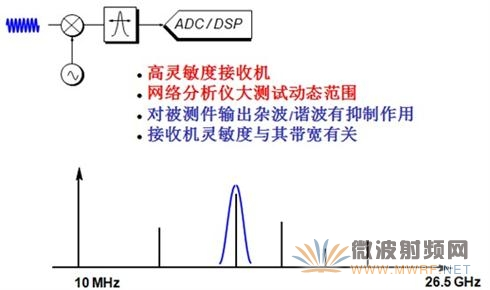 ADC / DSP
• 高灵敏度接收机
• 网络分析仪大测试动态范围
• 对被测件输出杂波/谐波有抑制作用
• 接收机灵敏度与其带宽有关
微波射频网
WWW.MWRF.NET
10 MHz
26.5 GHz